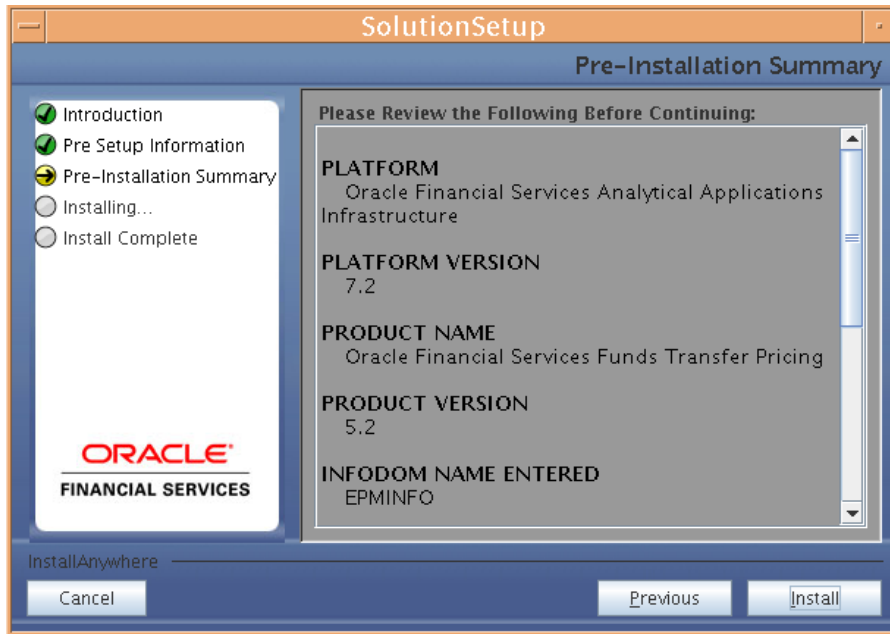 SolutionSetup
Pre-Installation Summary
Introduction
Pre Setup Information
Pre-Installation Summary
Installing...
Install Complete
ORACLE
FINANCIAL SERVICES
Please Review the Following Before Continuing:
PLATFORM
Oracle Financial Services Analytical Applications
Infrastructure
PLATFORM VERSION
7.2
PRODUCT NAME
Oracle Financial Services Funds Transfer Pricing
PRODUCT VERSION
5.2
INFODOM NAME ENTERED
EPMINFO
InstallAnywhere
Cancel
Previous
Install